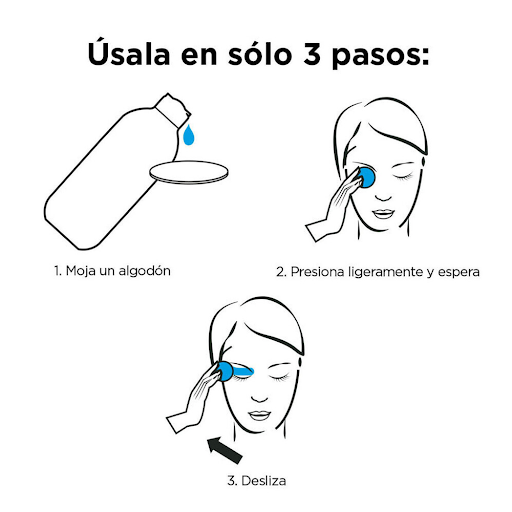 Úsala en sólo 3 pasos:
1. Moja un algodón
2. Presiona ligeramente y espera
3. Desliza